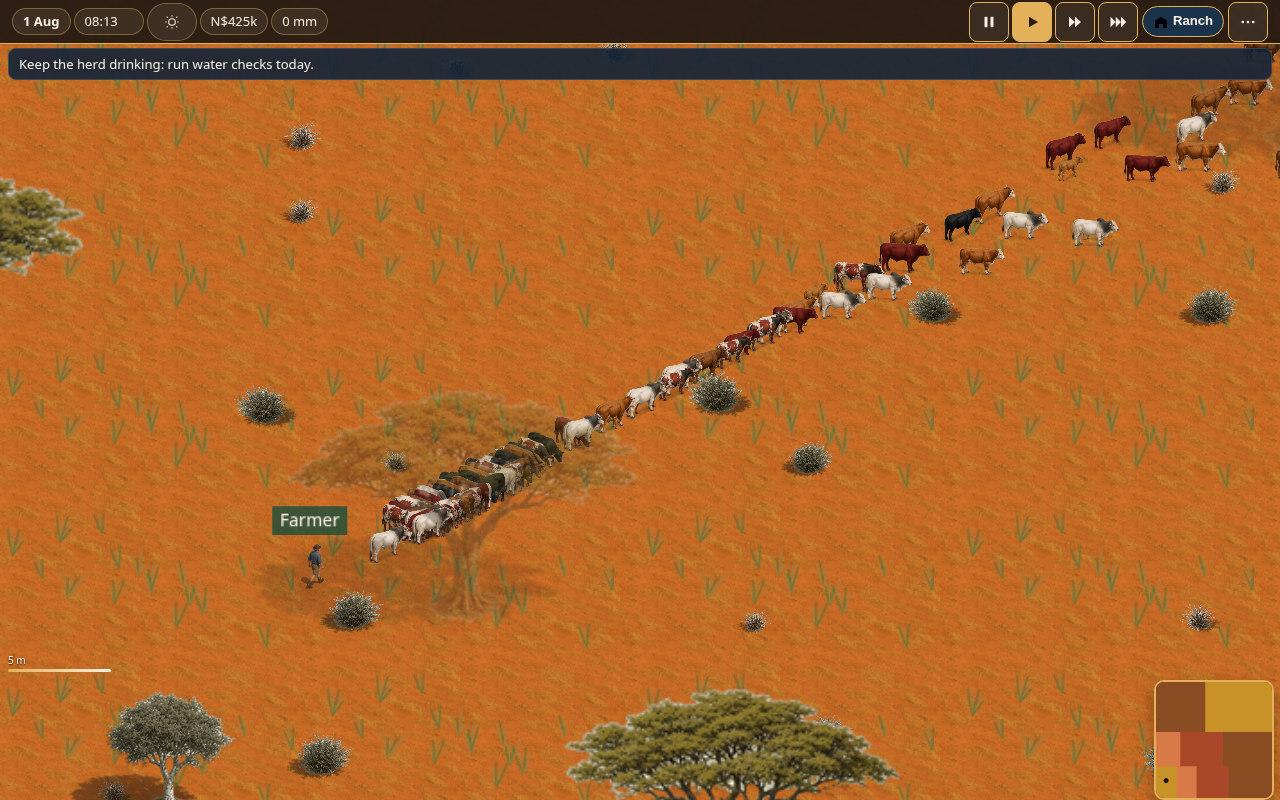 1 Aug
08:13
N$425k
0 mm
Ranch
Keep the herd drinking: run water checks today.
Farmer
5 m